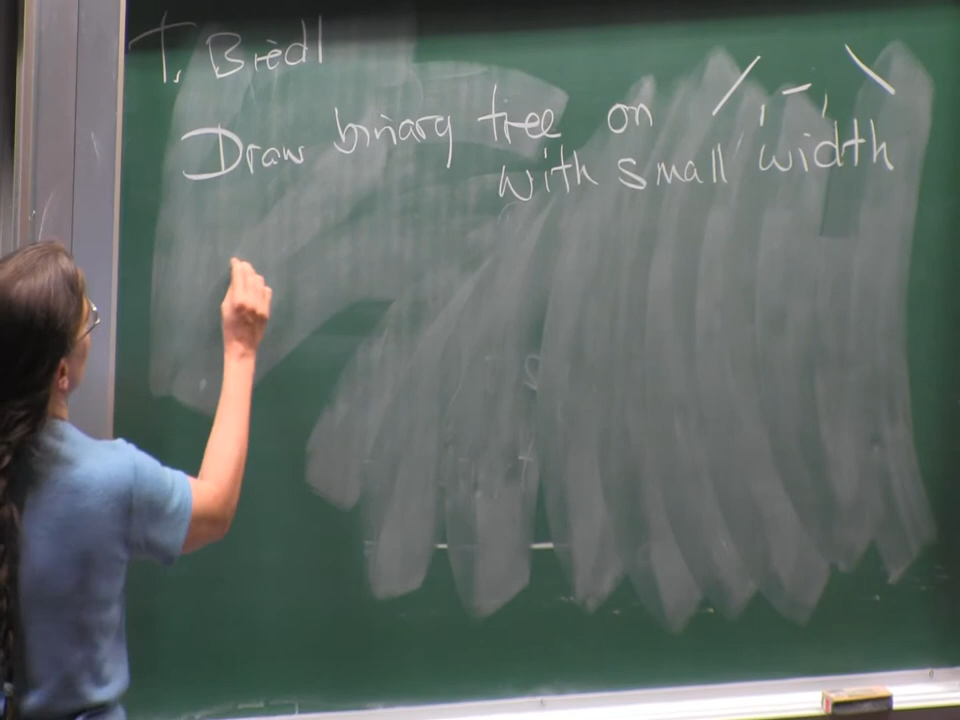 T. Biedl
Draw binary tree on /, –, \
with small width